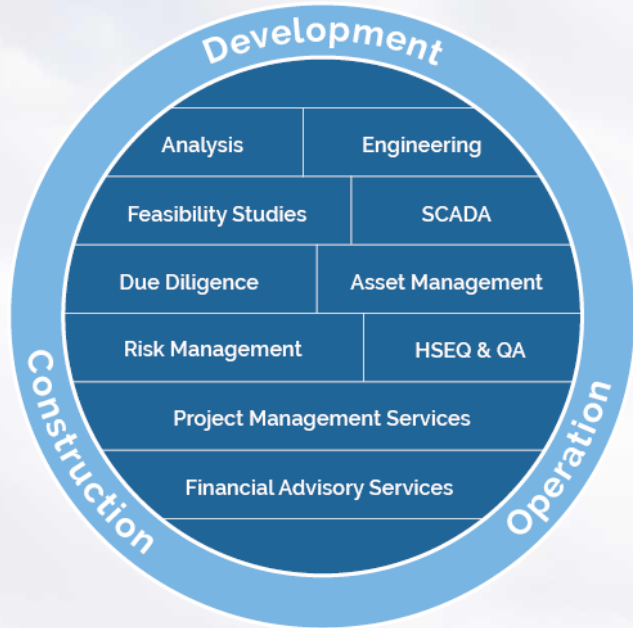 Development
Analysis
Engineering
Feasibility Studies
SCADA
Due Diligence
Asset Management
Risk Management
HSEQ & QA
Project Management Services
Financial Advisory Services
Construction
Operation